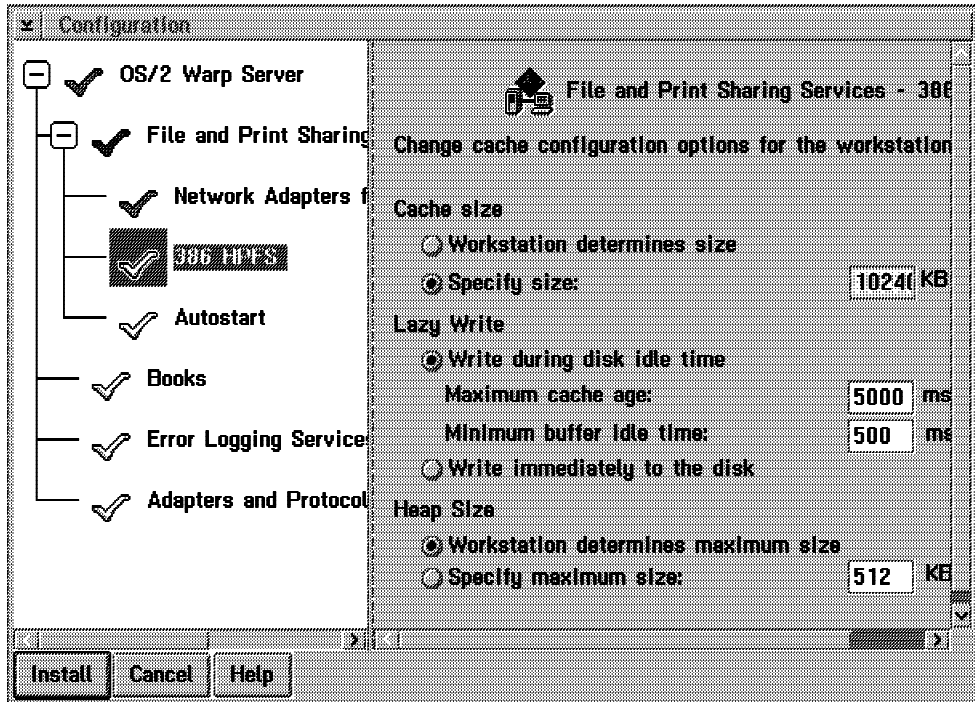 Configuration
OS/2 Warp Server
File and Print Sharing
Network Adapters f
386 HPFS
Autostart
Books
Error Logging Service
Adapters and Protocol
File and Print Sharing Services - 386
Change cache configuration options for the workstation
Cache size
Workstation determines size
Specify size: 10240 KB
Lazy Write
Write during disk idle time
Maximum cache age: 5000 ms
Minimum buffer idle time: 500 ms
Write immediately to the disk
Heap Size
Workstation determines maximum size
Specify maximum size: 512 KB
Install Cancel Help